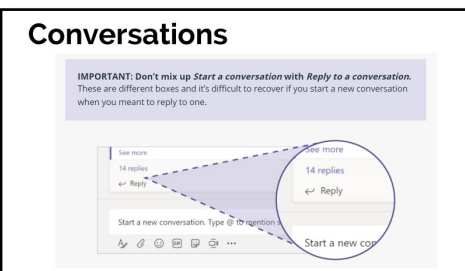 Conversations
IMPORTANT: Don't mix up Start a conversation with Reply to a conversation.
These are different boxes and it's difficult to recover if you start a new conversation
when you meant to reply to one.
See more
14 replies
Reply
Start a new conversation. Type @ to mention s
GIF
See more
14 replies
Reply
Start a new con